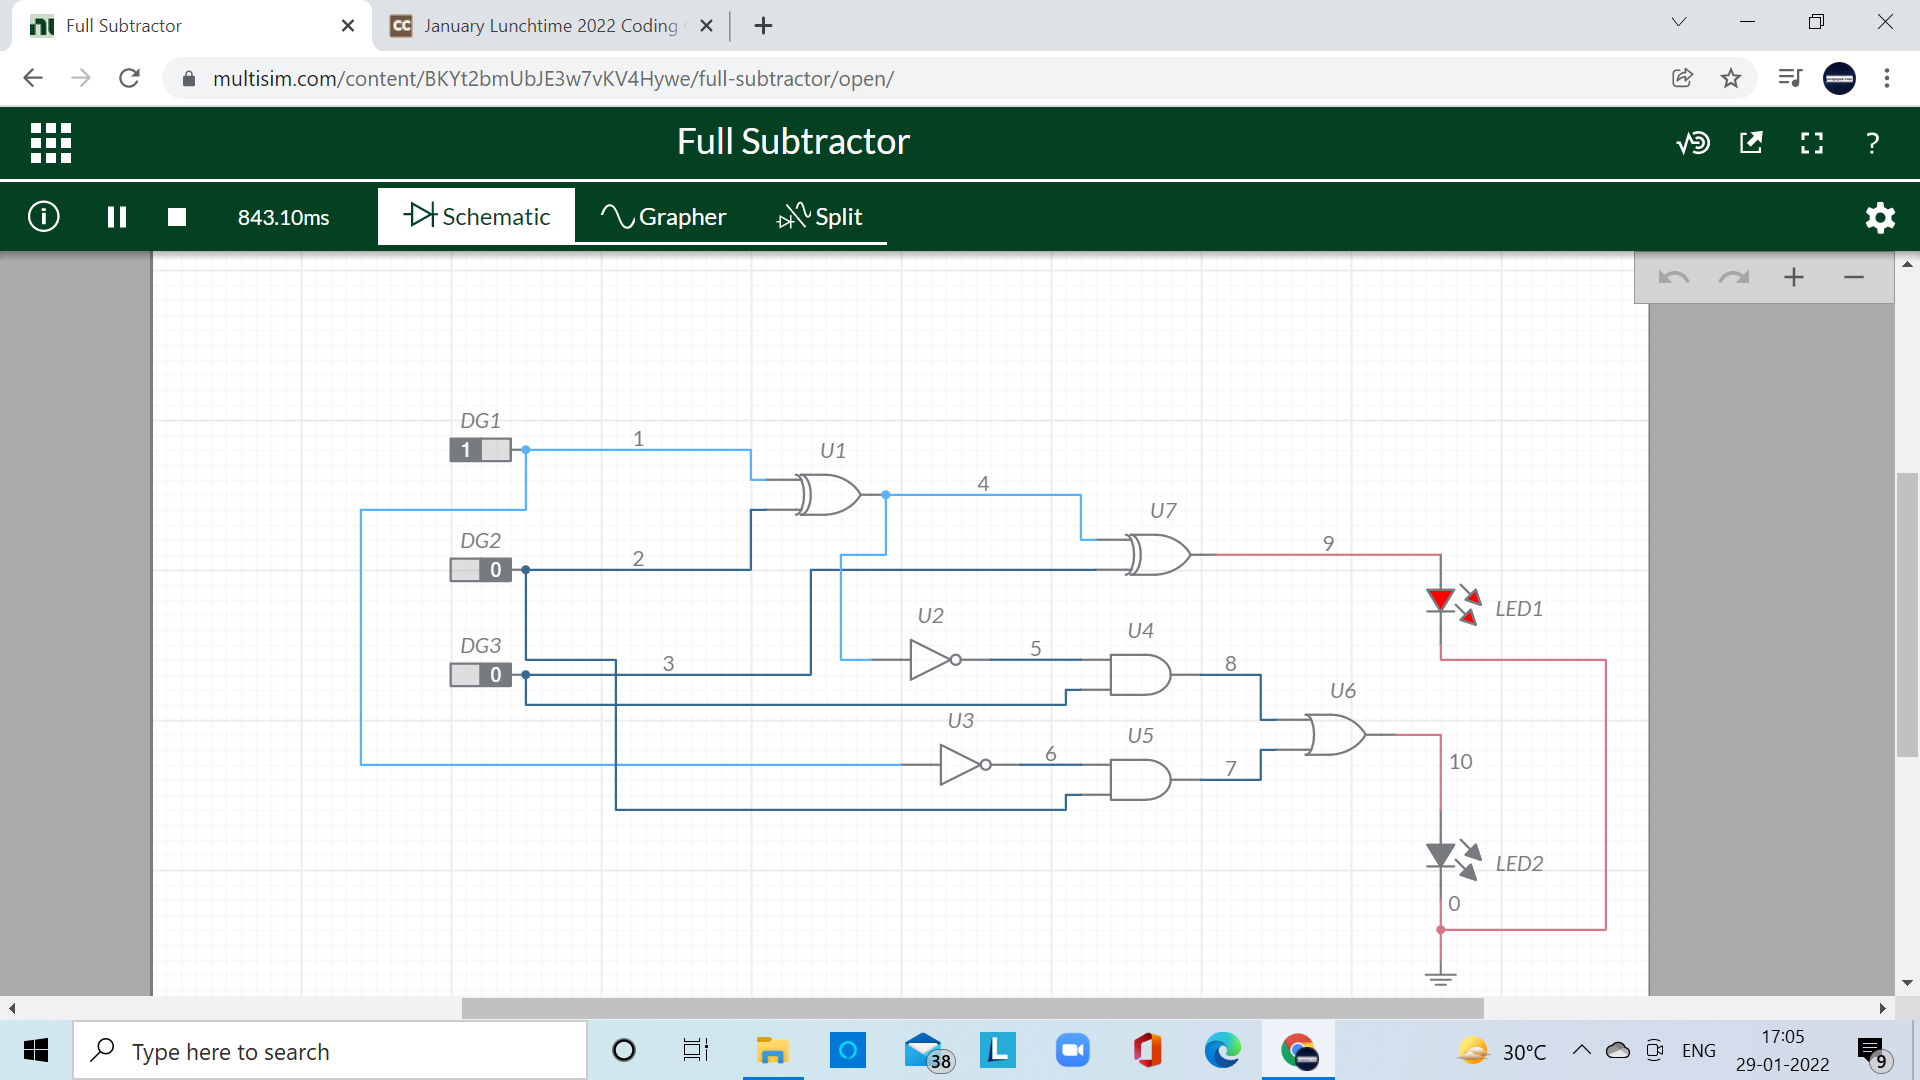 Full Subtractor
CC January Lunchtime 2022 Coding
multisim.com/content/BKYt2bmUbJE3w7vKV4Hywe/full-subtractor/open/
Full Subtractor
?
i 843.10ms Schematic Grapher Split
DG1
1
1
U1
4
U7
DG2
0
2
9
LED1
U2
U4
DG3
0
3
5
8
U6
U3
U5
6
7
10
LED2
0
Type here to search
38
L
30°C
ENG
17:05
29-01-2022
9